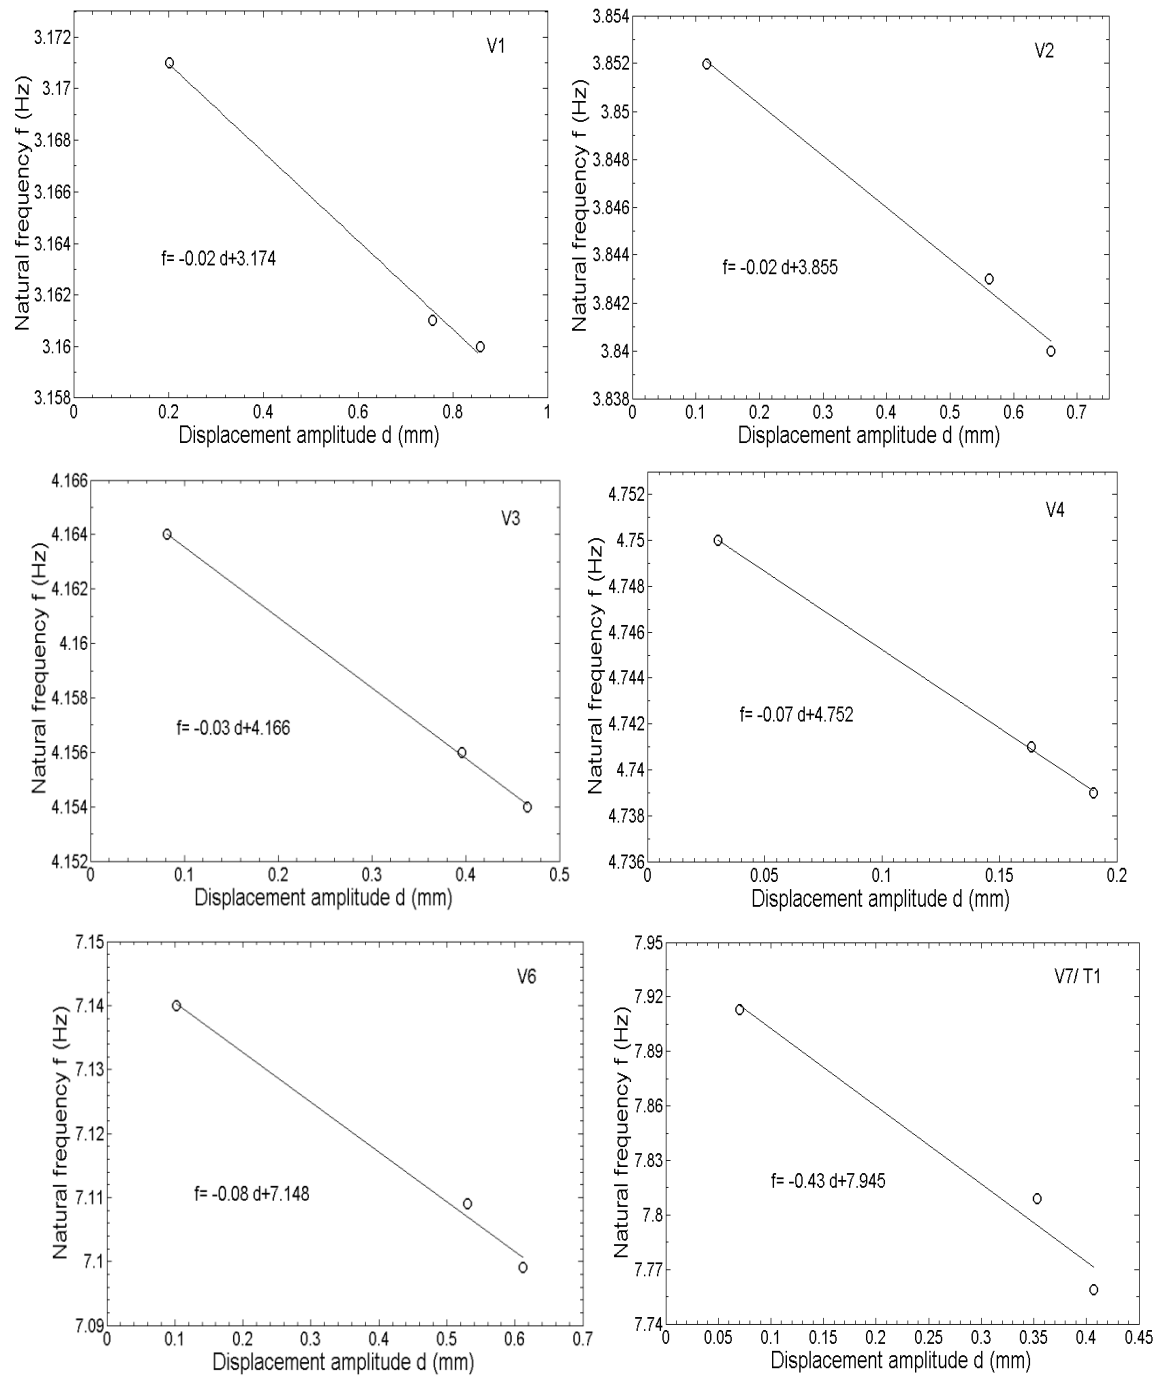 V1
Natural frequency f (Hz)
3.172
3.17
3.168
3.166
3.164
3.162
3.16
3.158
f= -0.02 d+3.174
0 0.2 0.4 0.6 0.8 1
Displacement amplitude d (mm)
V2
Natural frequency f (Hz)
3.854
3.852
3.85
3.848
3.846
3.844
3.842
3.84
3.838
f= -0.02 d+3.855
0 0.1 0.2 0.3 0.4 0.5 0.6 0.7
Displacement amplitude d (mm)
V3
Natural frequency f (Hz)
4.166
4.164
4.162
4.16
4.158
4.156
4.154
4.152
f= -0.03 d+4.166
0 0.1 0.2 0.3 0.4 0.5
Displacement amplitude d (mm)
V4
Natural frequency f (Hz)
4.752
4.75
4.748
4.746
4.744
4.742
4.74
4.738
4.736
f= -0.07 d+4.752
0 0.05 0.1 0.15 0.2
Displacement amplitude d (mm)
V6
Natural frequency f (Hz)
7.15
7.14
7.13
7.12
7.11
7.1
7.09
f= -0.08 d+7.148
0 0.1 0.2 0.3 0.4 0.5 0.6 0.7
Displacement amplitude d (mm)
V7/ T1
Natural frequency f (Hz)
7.95
7.92
7.89
7.86
7.83
7.8
7.77
7.74
f= -0.43 d+7.945
0 0.05 0.1 0.15 0.2 0.25 0.3 0.35 0.4 0.45
Displacement amplitude d (mm)